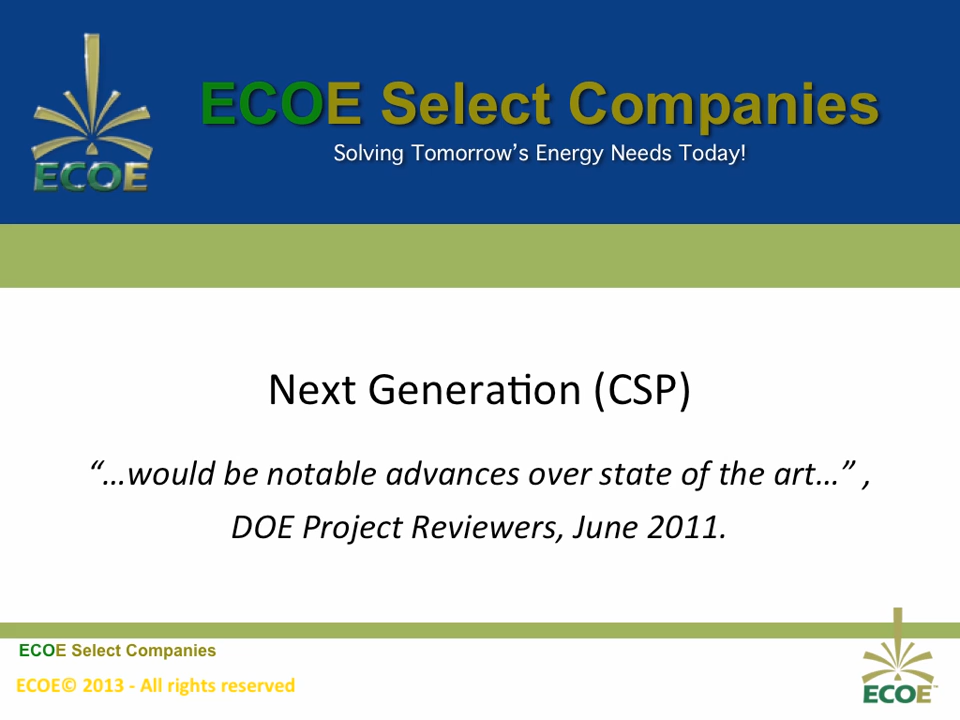 ECOE
ECOE Select Companies
Solving Tomorrow’s Energy Needs Today!
Next Generation (CSP)
“…would be notable advances over state of the art…” ,
DOE Project Reviewers, June 2011.
ECOE Select Companies
ECOE© 2013 - All rights reserved
ECOE™